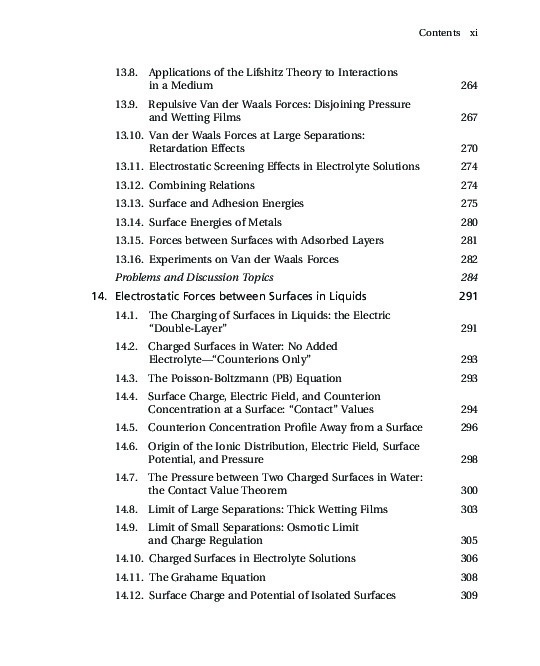 Contents xi
13.8. Applications of the Lifshitz Theory to Interactions
in a Medium 264
13.9. Repulsive Van der Waals Forces: Disjoining Pressure
and Wetting Films 267
13.10. Van der Waals Forces at Large Separations:
Retardation Effects 270
13.11. Electrostatic Screening Effects in Electrolyte Solutions 274
13.12. Combining Relations 274
13.13. Surface and Adhesion Energies 275
13.14. Surface Energies of Metals 280
13.15. Forces between Surfaces with Adsorbed Layers 281
13.16. Experiments on Van der Waals Forces 282
Problems and Discussion Topics 284
14. Electrostatic Forces between Surfaces in Liquids 291
14.1. The Charging of Surfaces in Liquids: the Electric
“Double-Layer” 291
14.2. Charged Surfaces in Water: No Added
Electrolyte—“Counterions Only” 293
14.3. The Poisson-Boltzmann (PB) Equation 293
14.4. Surface Charge, Electric Field, and Counterion
Concentration at a Surface: “Contact” Values 294
14.5. Counterion Concentration Profile Away from a Surface 296
14.6. Origin of the Ionic Distribution, Electric Field, Surface
Potential, and Pressure 298
14.7. The Pressure between Two Charged Surfaces in Water:
the Contact Value Theorem 300
14.8. Limit of Large Separations: Thick Wetting Films 303
14.9. Limit of Small Separations: Osmotic Limit
and Charge Regulation 305
14.10. Charged Surfaces in Electrolyte Solutions 306
14.11. The Grahame Equation 308
14.12. Surface Charge and Potential of Isolated Surfaces 309